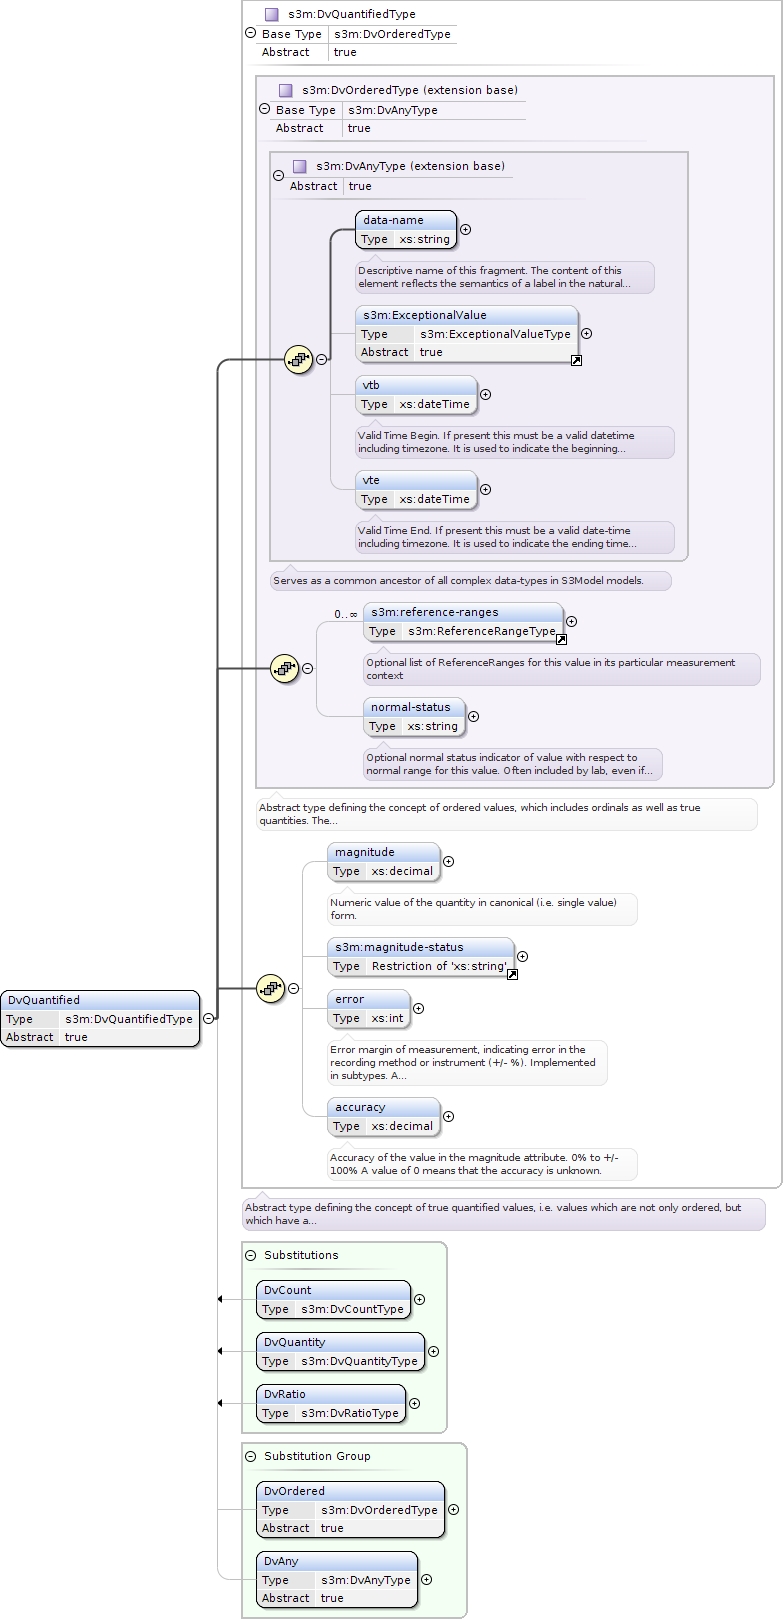 s3m:DvQuantifiedType
Base Type s3m:DvOrderedType
Abstract true
s3m:DvOrderedType (extension base)
Base Type s3m:DvAnyType
Abstract true
s3m:DvAnyType (extension base)
Abstract true
data-name
Type xs:string
Descriptive name of this fragment. The content of this
element reflects the semantics of a label in the natural...
s3m:ExceptionalValue
Type s3m:ExceptionalValueType
Abstract true
vtb
Type xs:dateTime
Valid Time Begin. If present this must be a valid datetime
including timezone. It is used to indicate the beginning...
vte
Type xs:dateTime
Valid Time End. If present this must be a valid date-time
including timezone. It is used to indicate the ending time...
Serves as a common ancestor of all complex data-types in S3Model models.
0..∞
s3m:reference-ranges
Type s3m:ReferenceRangeType
Optional list of ReferenceRanges for this value in its particular measurement
context
normal-status
Type xs:string
Optional normal status indicator of value with respect to
normal range for this value. Often included by lab, even if...
Abstract type defining the concept of ordered values, which includes ordinals as well as true
quantities. The...
magnitude
Type xs:decimal
Numeric value of the quantity in canonical (i.e. single value)
form.
s3m:magnitude-status
Type Restriction of 'xs:string'
DvQuantified
Type s3m:DvQuantifiedType
Abstract true
error
Type xs:int
Error margin of measurement, indicating error in the
recording method or instrument (+/- %). Implemented
in subtypes. A...
accuracy
Type xs:decimal
Accuracy of the value in the magnitude attribute. 0% to +/-
100% A value of 0 means that the accuracy is unknown.
Abstract type defining the concept of true quantified values, i.e. values which are not only ordered, but
which have a...
Substitutions
DvCount
Type s3m:DvCountType
DvQuantity
Type s3m:DvQuantityType
DvRatio
Type s3m:DvRatioType
Substitution Group
DvOrdered
Type s3m:DvOrderedType
Abstract true
DvAny
Type s3m:DvAnyType
Abstract true